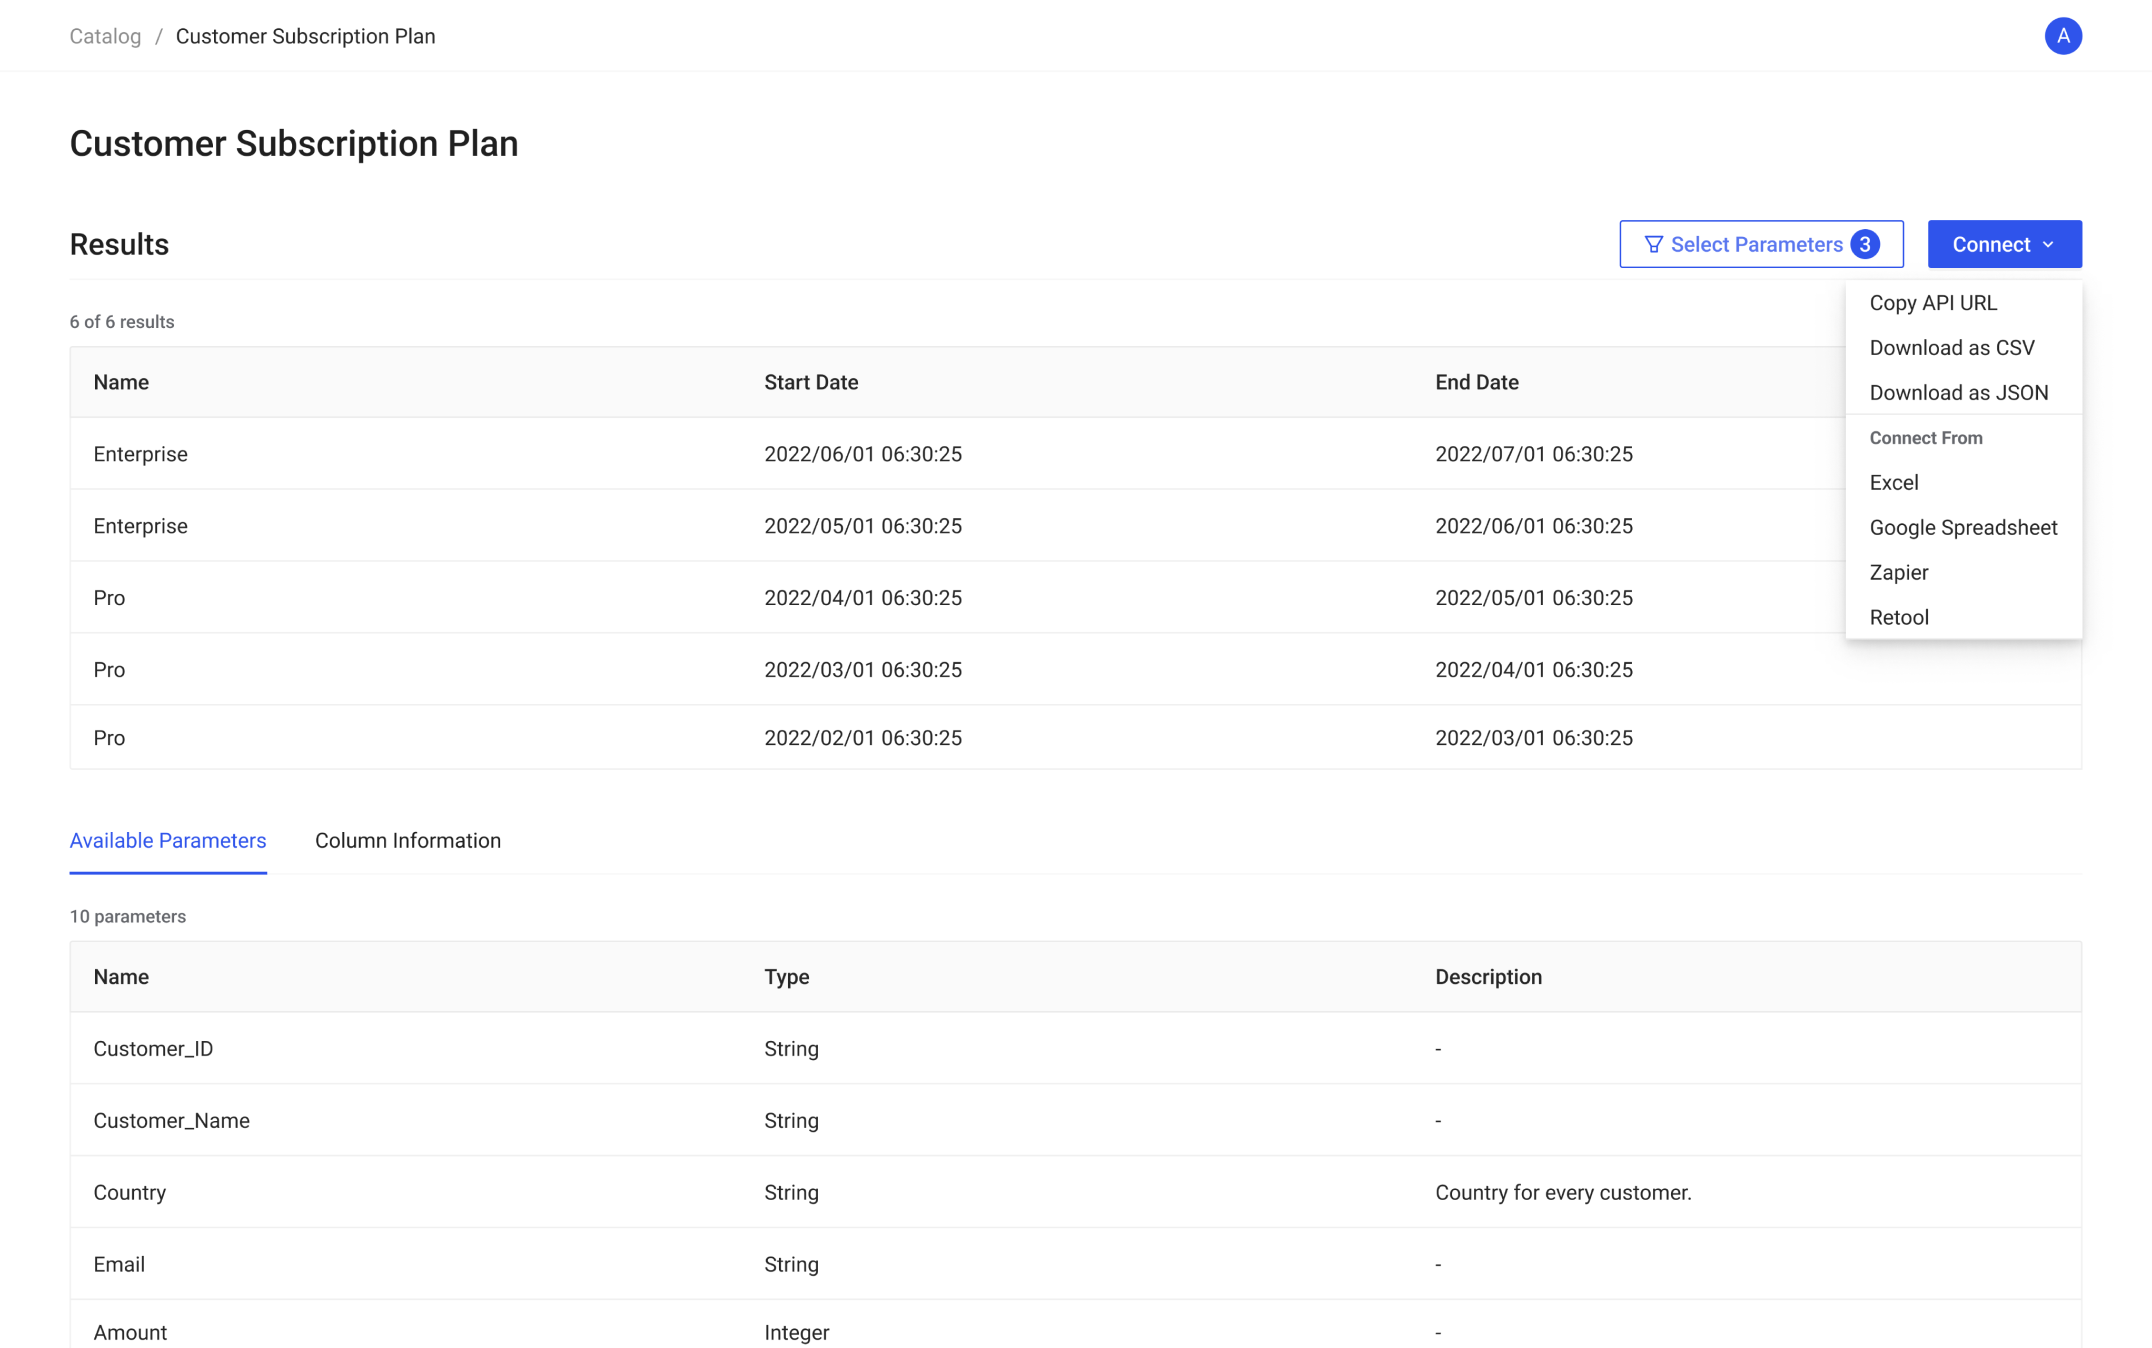 Catalog / Customer Subscription Plan
A
Customer Subscription Plan
Results
Select Parameters 3
Connect
6 of 6 results
Copy API URL
Download as CSV
Download as JSON
Connect From
Excel
Google Spreadsheet
Zapier
Retool
Name Start Date End Date
Enterprise 2022/06/01 06:30:25 2022/07/01 06:30:25
Enterprise 2022/05/01 06:30:25 2022/06/01 06:30:25
Pro 2022/04/01 06:30:25 2022/05/01 06:30:25
Pro 2022/03/01 06:30:25 2022/04/01 06:30:25
Pro 2022/02/01 06:30:25 2022/03/01 06:30:25
Available Parameters Column Information
10 parameters
Name Type Description
Customer_ID String -
Customer_Name String -
Country String Country for every customer.
Email String -
Amount Integer -